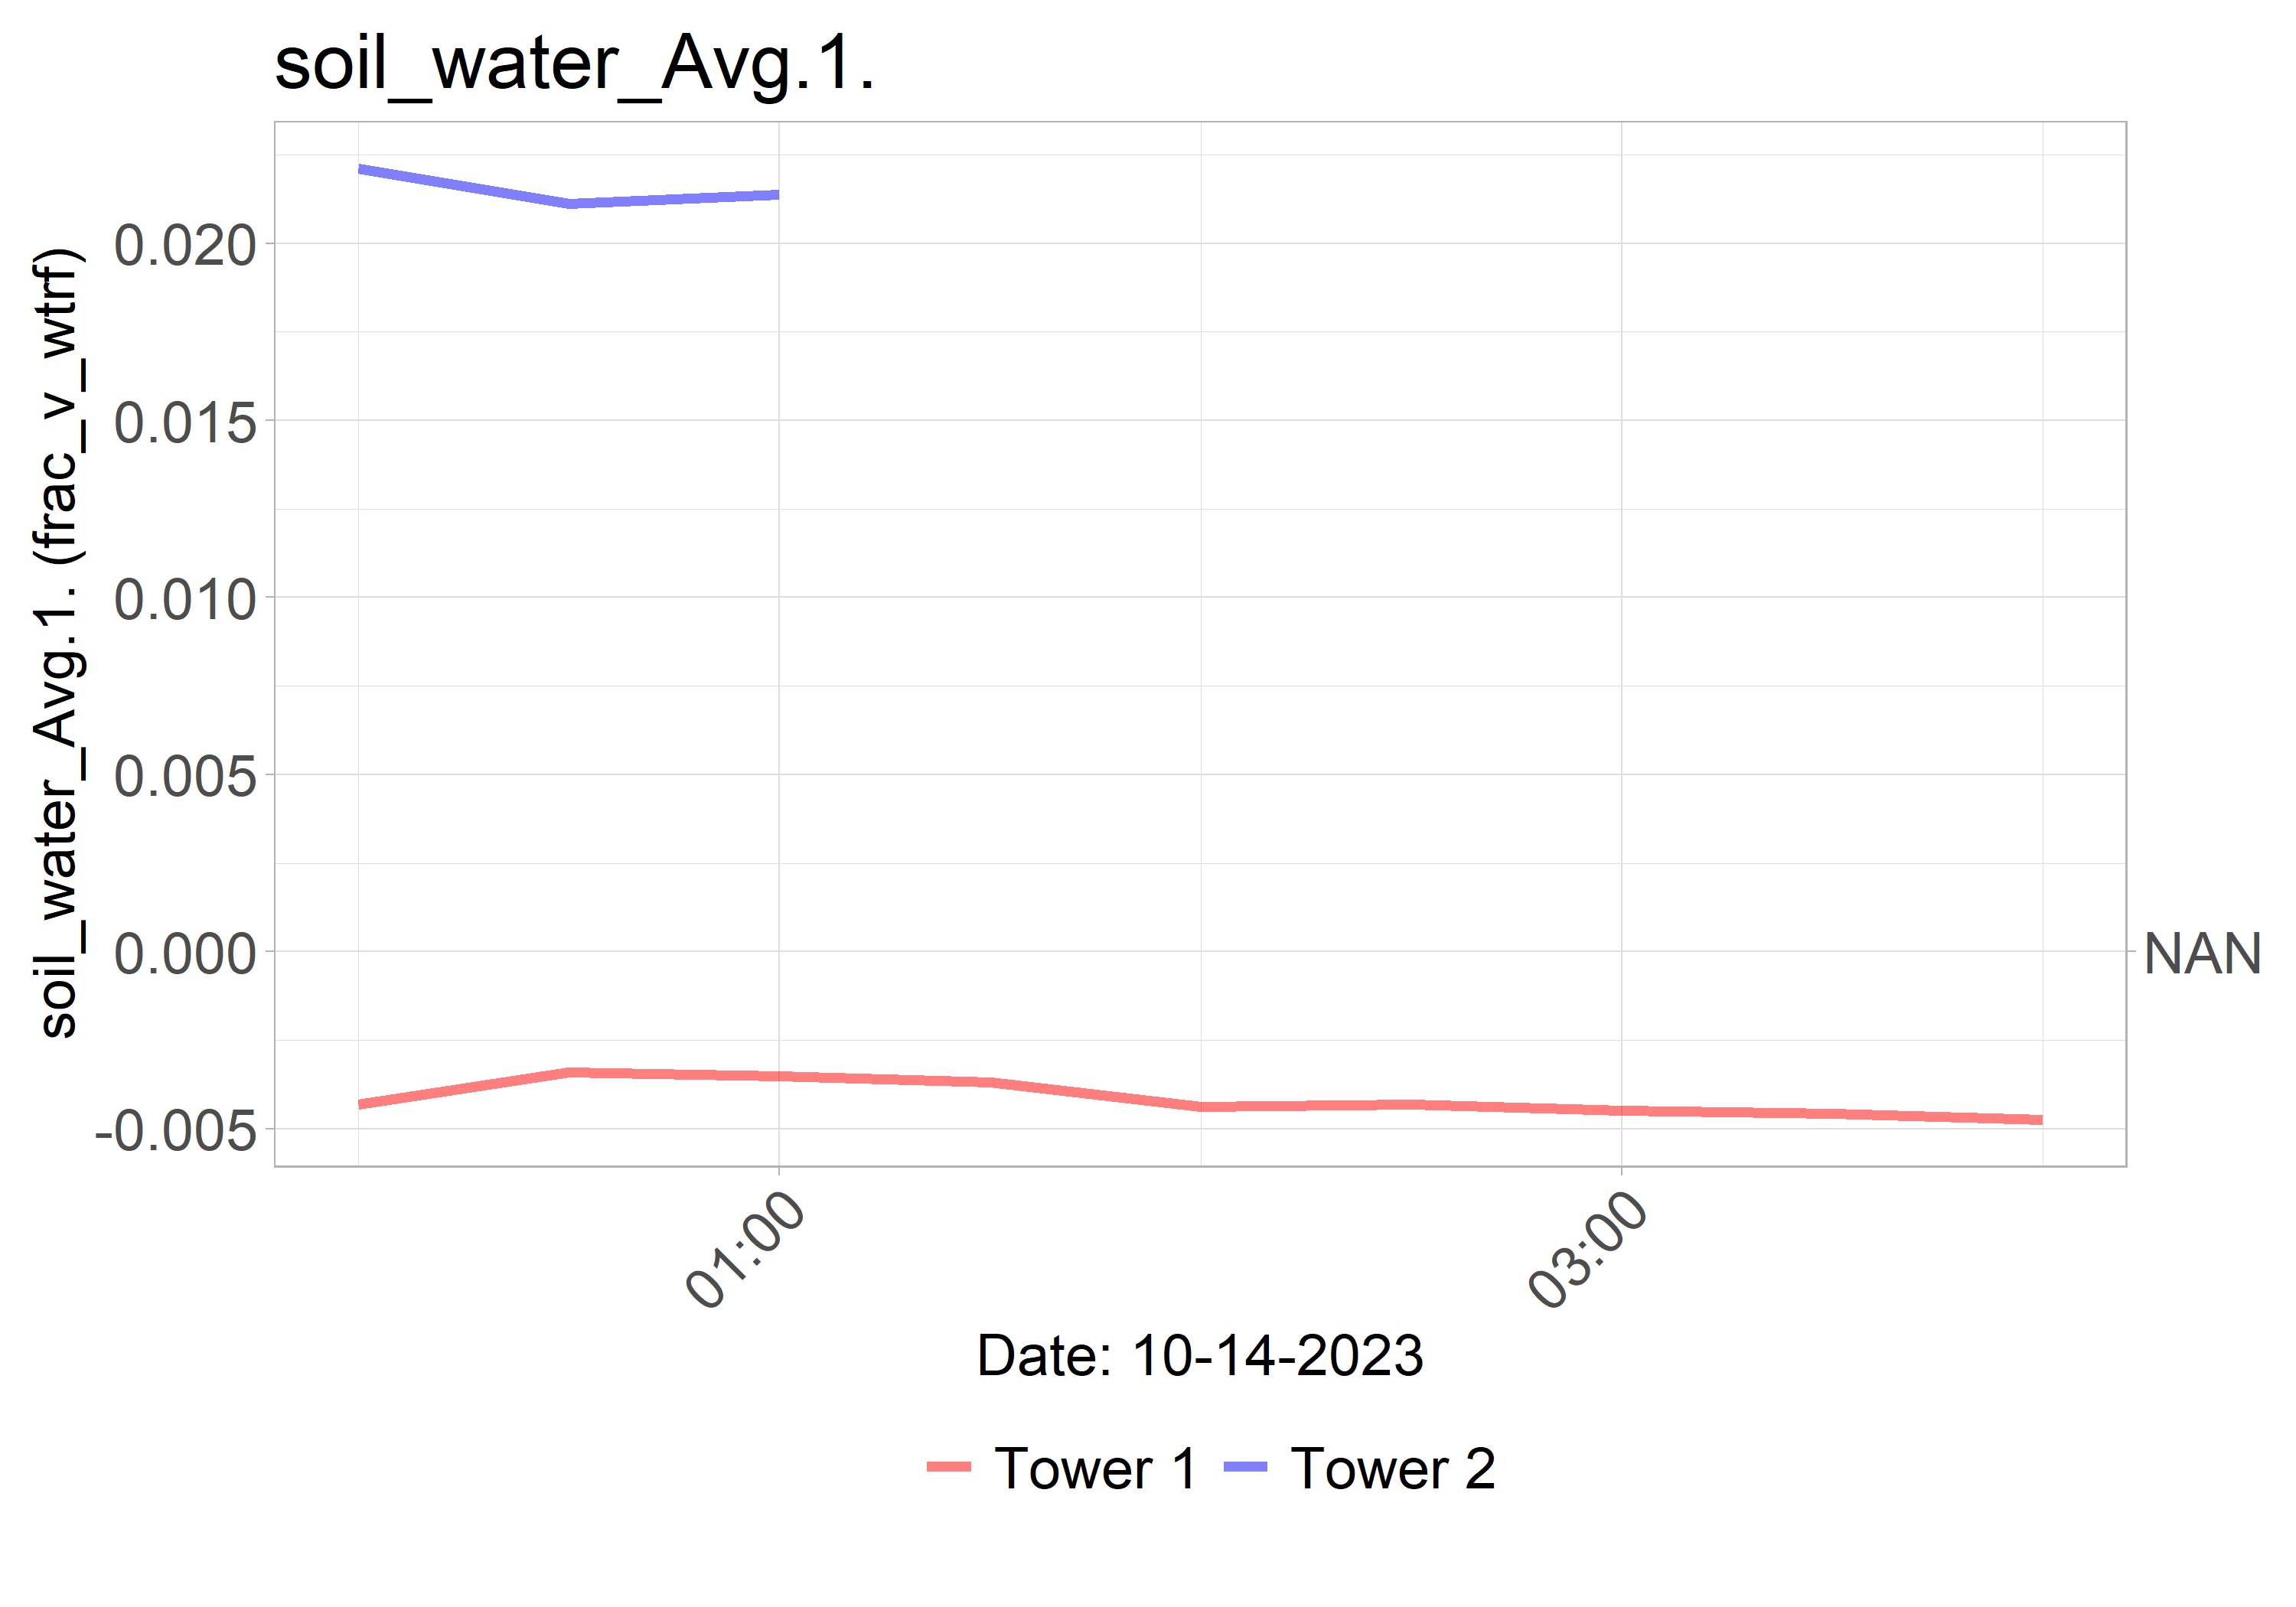 soil_water_Avg.1.
soil_water_Avg.1. (frac_v_wtrf)
0.020
0.015
0.010
0.005
0.000
-0.005
NAN
01:00
03:00
Date: 10-14-2023
Tower 1
Tower 2